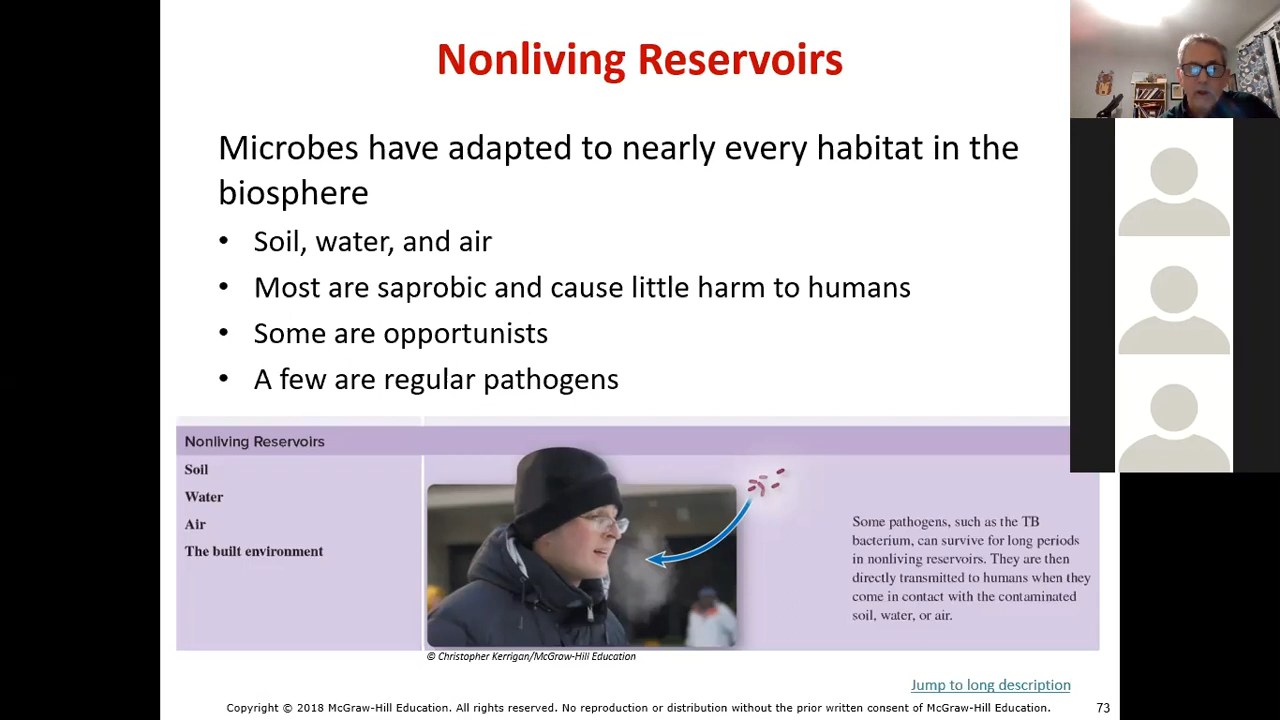 Nonliving Reservoirs
Microbes have adapted to nearly every habitat in the
biosphere
• Soil, water, and air
• Most are saprobic and cause little harm to humans
• Some are opportunists
• A few are regular pathogens
Nonliving Reservoirs
Soil
Water
Air
The built environment
Some pathogens, such as the TB
bacterium, can survive for long periods
in nonliving reservoirs. They are then
directly transmitted to humans when they
come in contact with the contaminated
soil, water, or air.
© Christopher Kerrigan/McGraw-Hill Education
Jump to long description
Copyright © 2018 McGraw-Hill Education. All rights reserved. No reproduction or distribution without the prior written consent of McGraw-Hill Education.
73